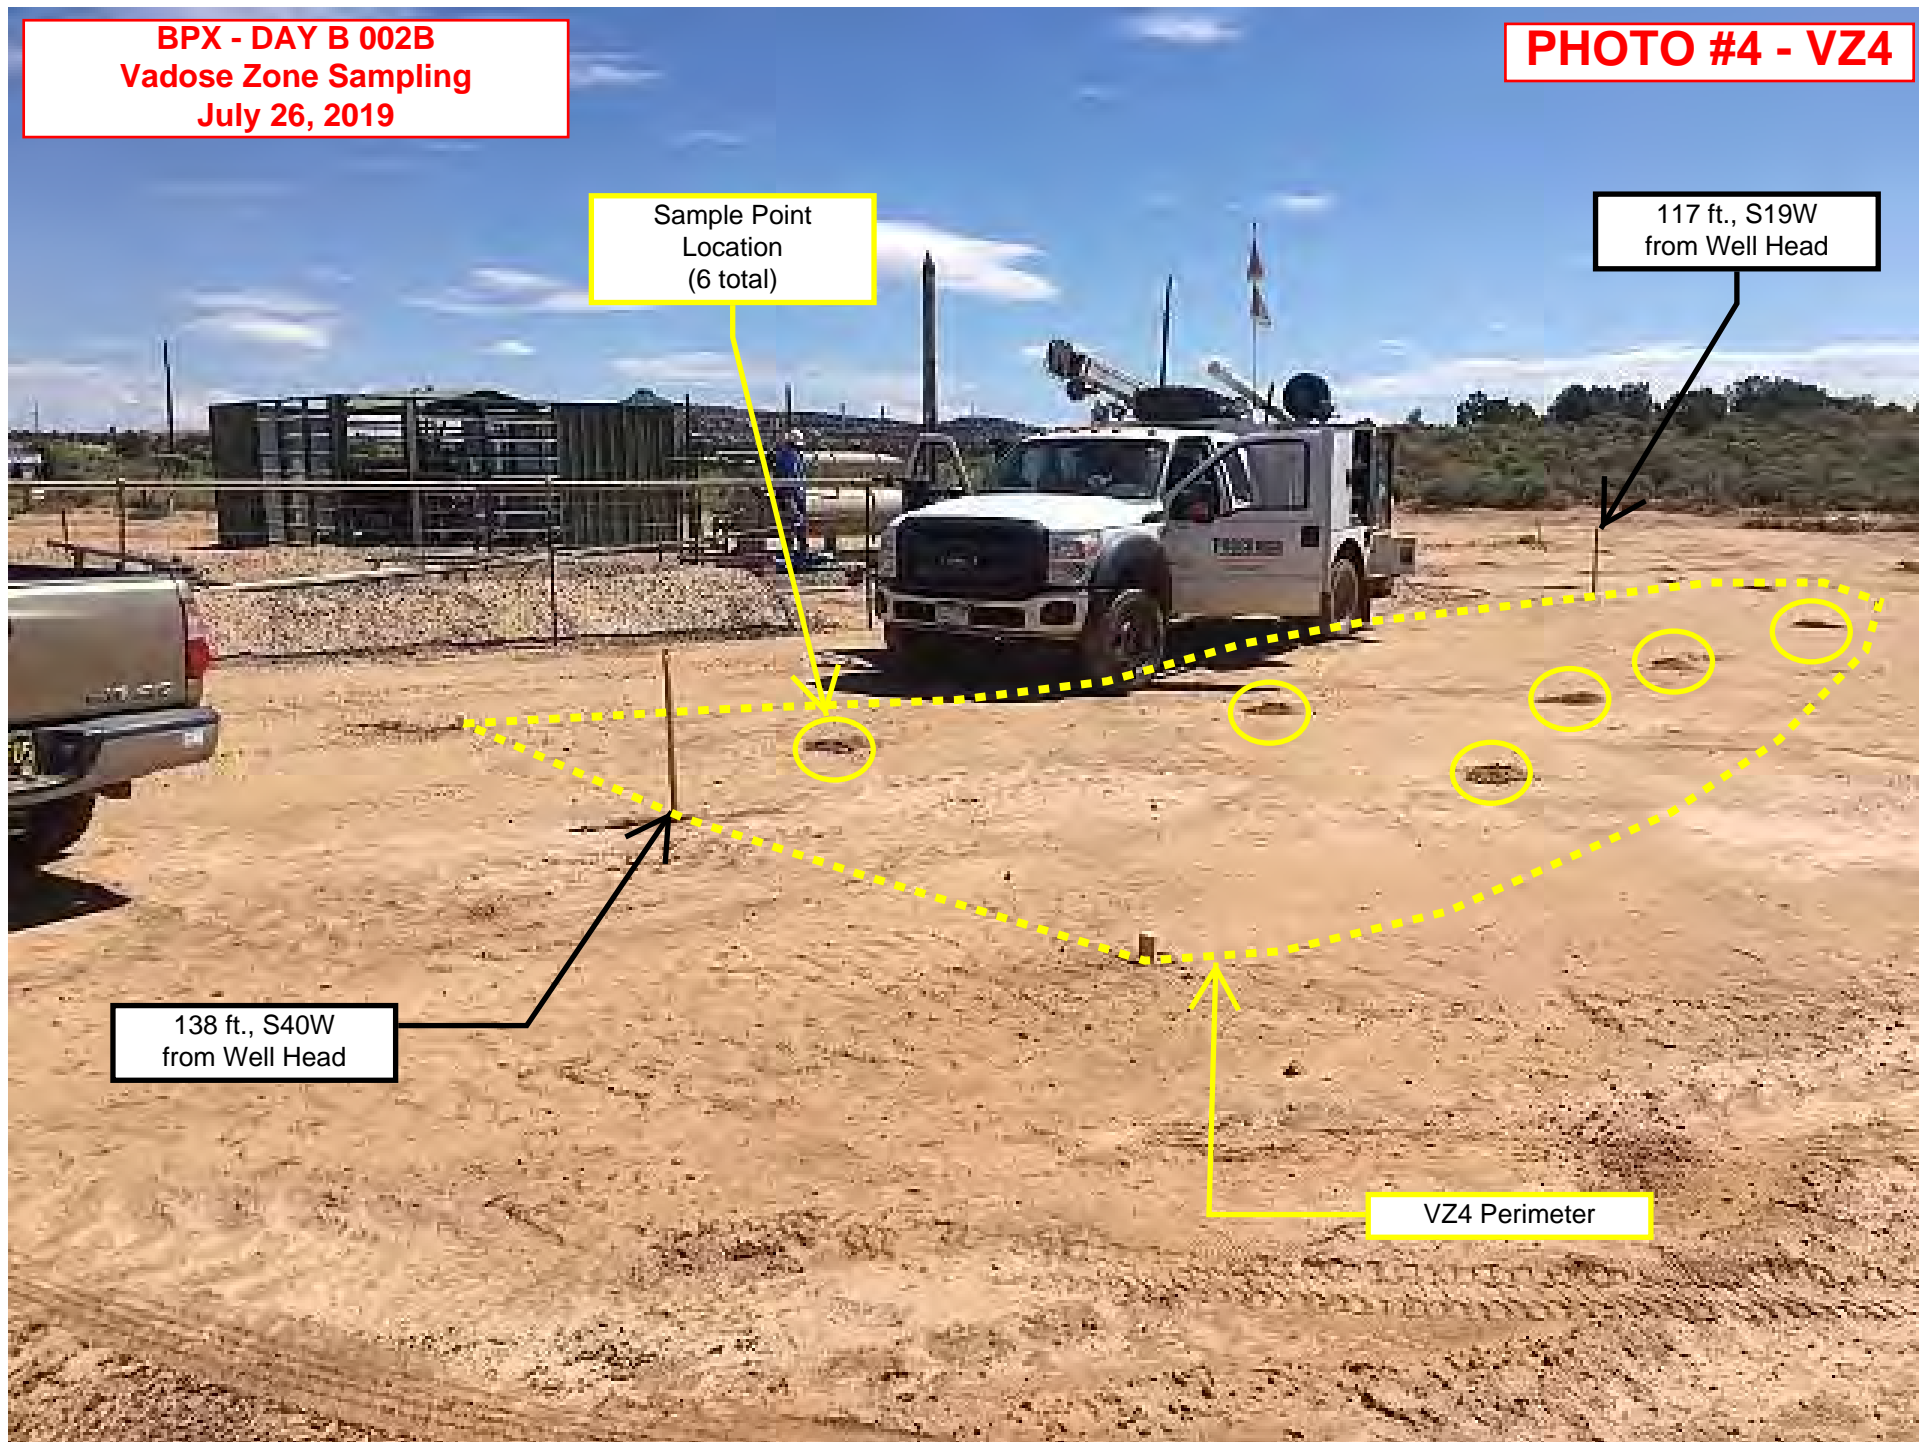 BPX - DAY B 002B
Vadose Zone Sampling
July 26, 2019
PHOTO #4 - VZ4
Sample Point
Location
(6 total)
117 ft., S19W
from Well Head
138 ft., S40W
from Well Head
VZ4 Perimeter